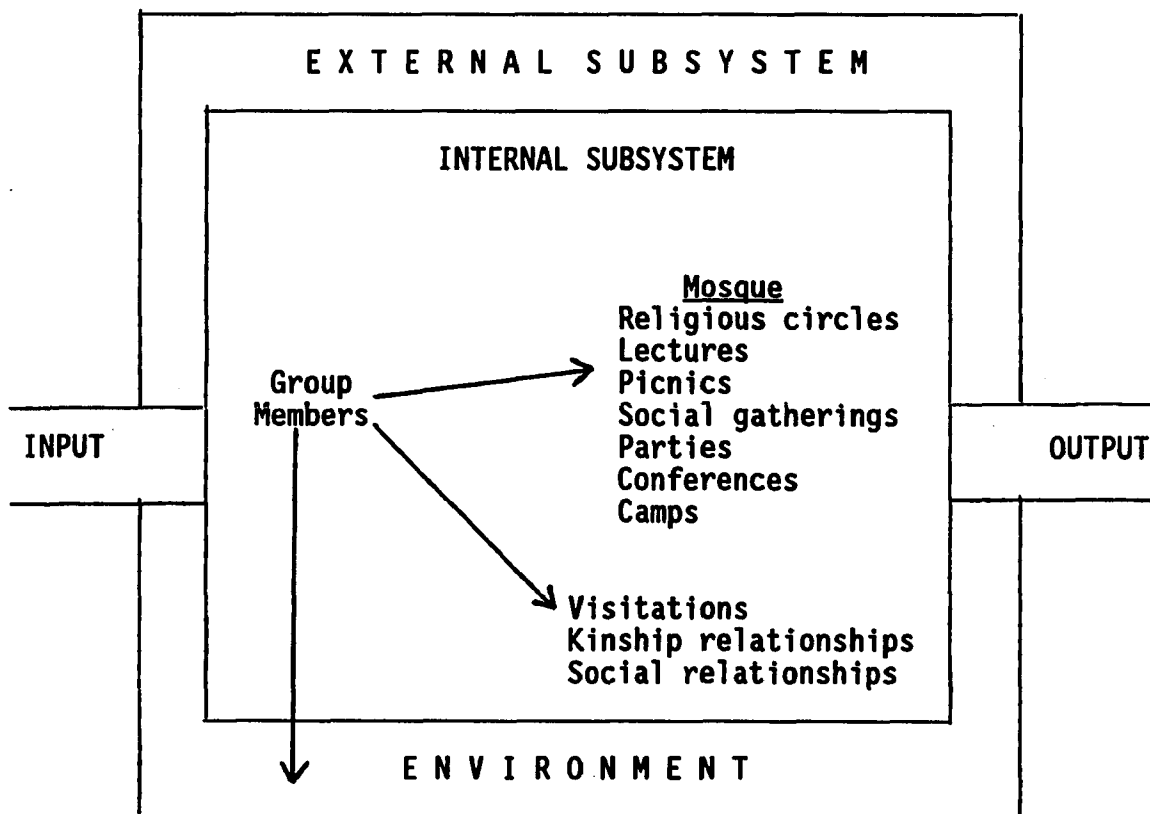 EXTERNAL SUBSYSTEM
INTERNAL SUBSYSTEM
Mosque
Religious circles
Lectures
Picnics
Social gatherings
Parties
Conferences
Camps
Group
Members
INPUT
OUTPUT
Visitations
Kinship relationships
Social relationships
ENVIRONMENT